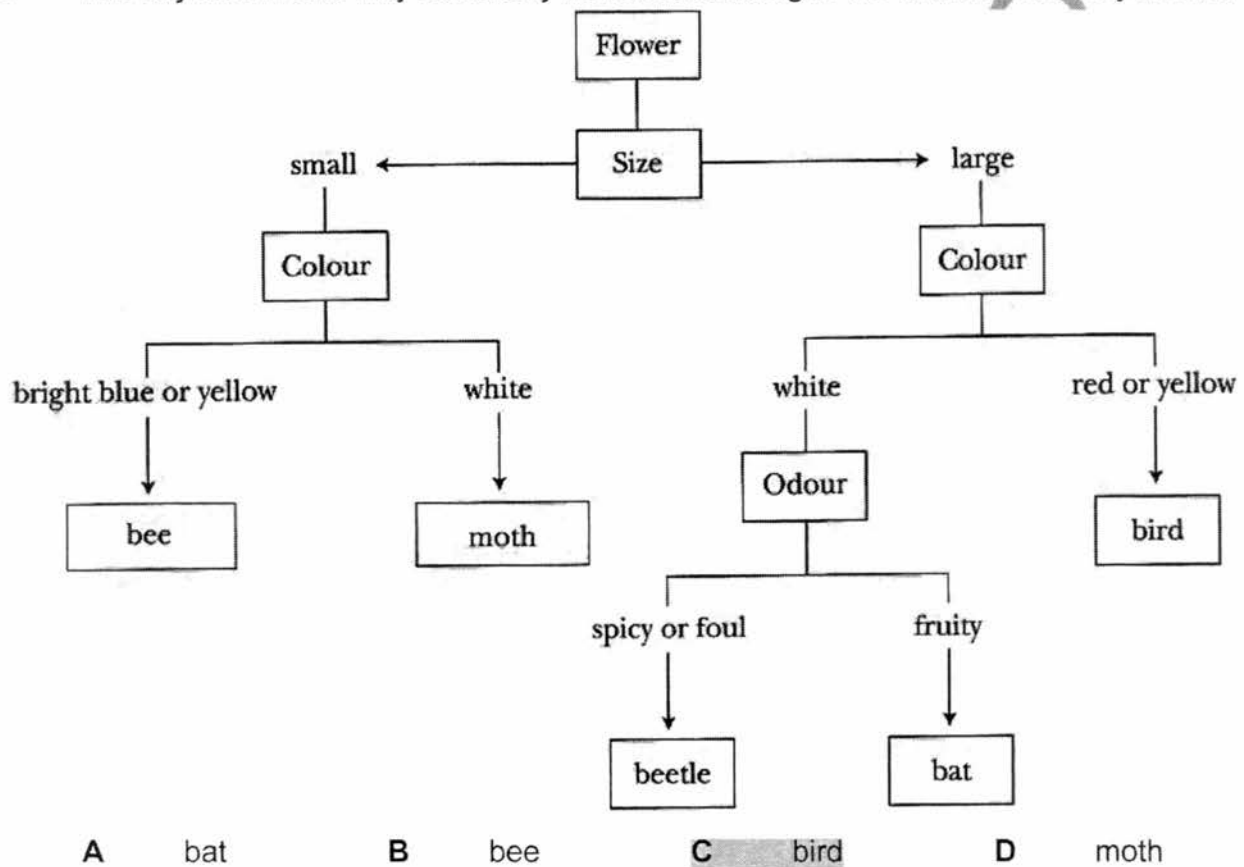 Flower
small
Size
large
Colour
Colour
bright blue or yellow
white
white
red or yellow
Odour
bee
moth
bird
spicy or foul
fruity
beetle
bat
A bat B bee C bird D moth